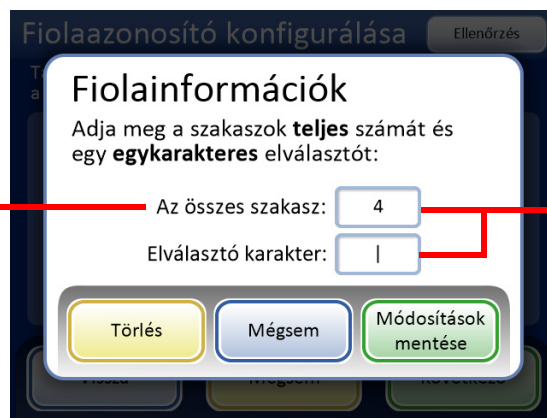 Fiolaazonosító konfigurálása
Ellenőrzés
Fiolainformációk
Adja meg a szakaszok teljes számát és
egy egykarakteres elválasztót:
Az összes szakasz: 4
Elválasztó karakter: |
Törlés
Mégsem
Módosítások
mentése
Vissza
Mégsem
Következő